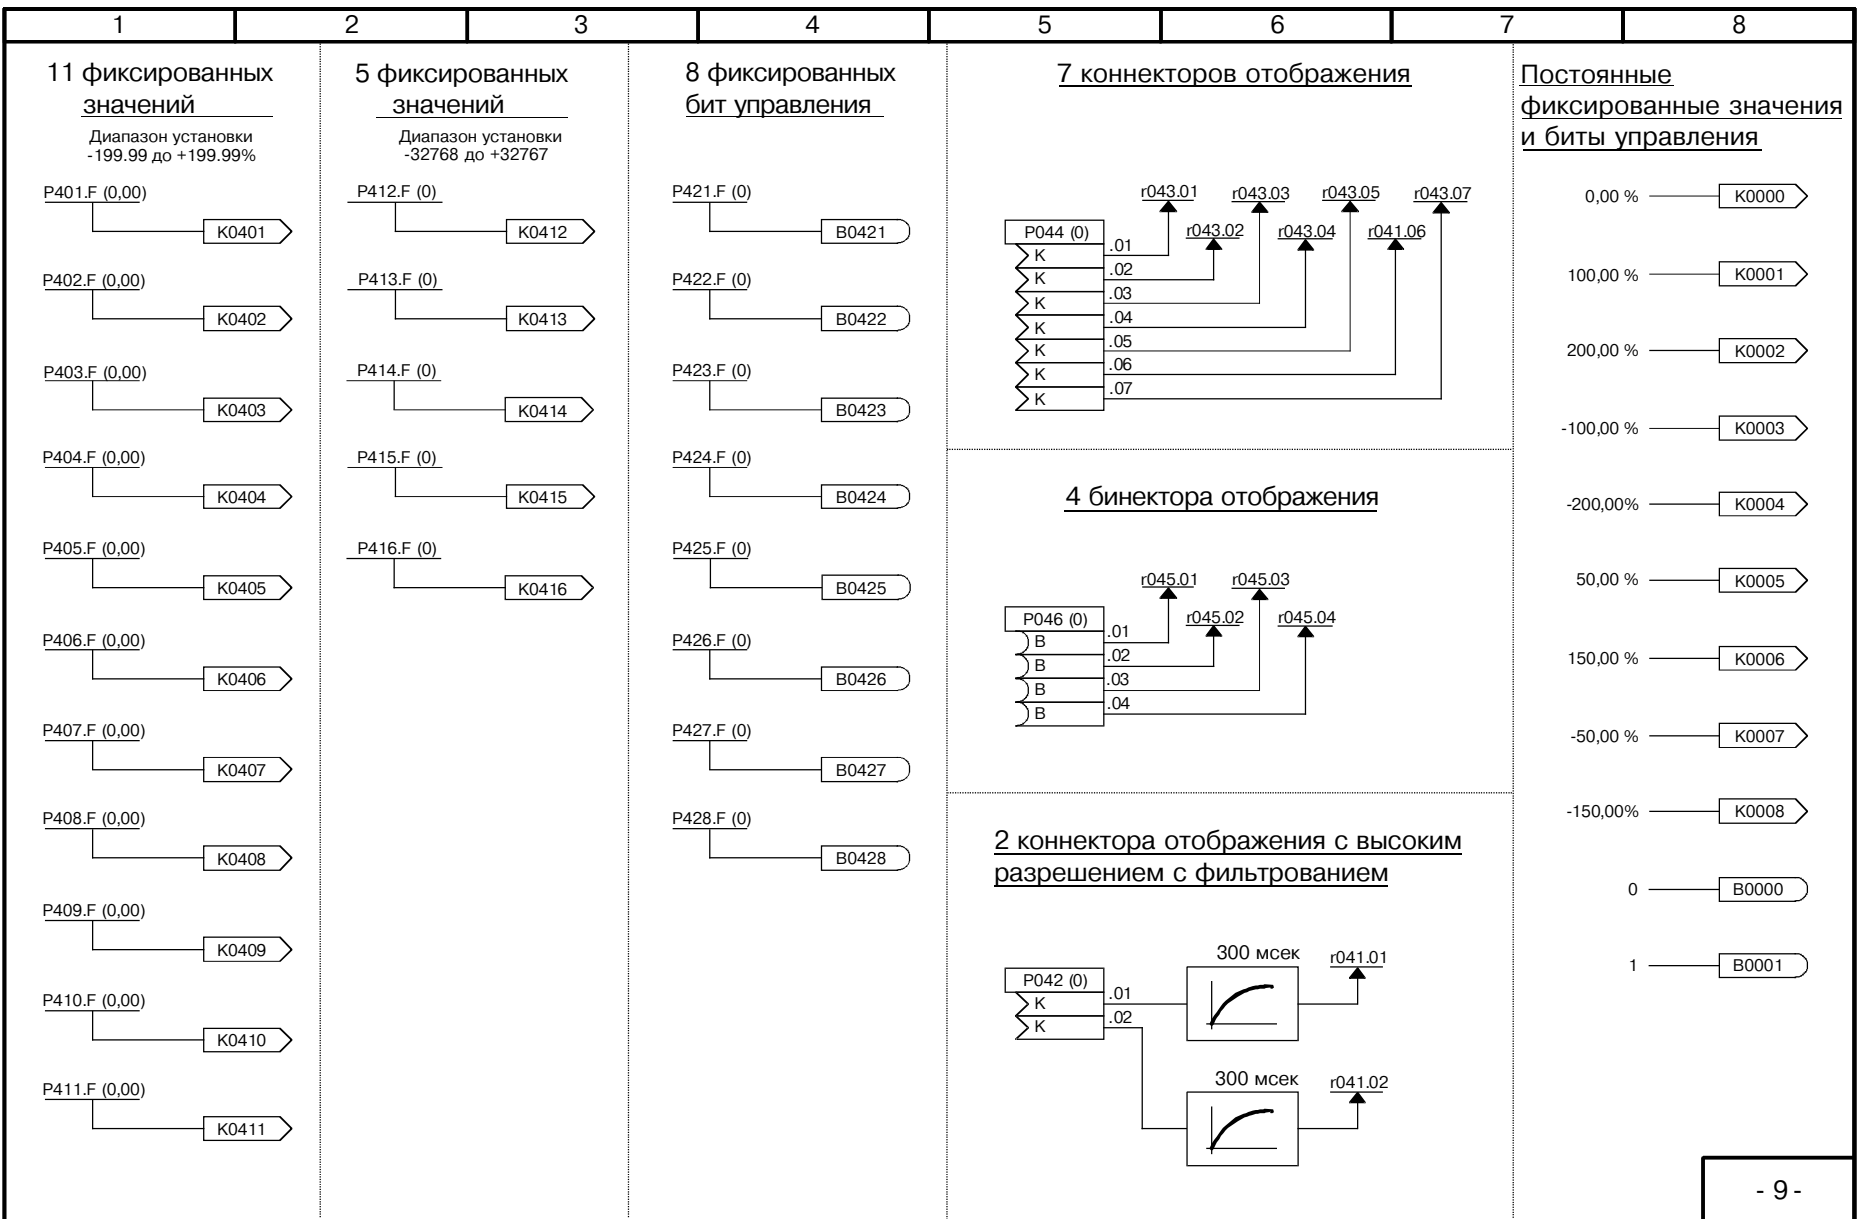 1 2 3 4 5 6 7 8
11 фиксированных
значений
Диапазон установки
-199.99 до +199.99%
P401.F (0,00)
K0401
P402.F (0,00)
K0402
P403.F (0,00)
K0403
P404.F (0,00)
K0404
P405.F (0,00)
K0405
P406.F (0,00)
K0406
P407.F (0,00)
K0407
P408.F (0,00)
K0408
P409.F (0,00)
K0409
P410.F (0,00)
K0410
P411.F (0,00)
K0411
5 фиксированных
значений
Диапазон установки
-32768 до +32767
P412.F (0)
K0412
P413.F (0)
K0413
P414.F (0)
K0414
P415.F (0)
K0415
P416.F (0)
K0416
8 фиксированных
бит управления
P421.F (0)
B0421
P422.F (0)
B0422
P423.F (0)
B0423
P424.F (0)
B0424
P425.F (0)
B0425
P426.F (0)
B0426
P427.F (0)
B0427
P428.F (0)
B0428
7 коннекторов отображения
r043.01 r043.03 r043.05 r043.07
P044 (0) r043.02 r043.04 r041.06
K .01
K .02
K .03
K .04
K .05
K .06
K .07
4 бинектора отображения
r045.01 r045.03
P046 (0) r045.02 r045.04
B .01
B .02
B .03
B .04
2 коннектора отображения с высоким
разрешением с фильтрованием
300 мсек r041.01
P042 (0)
K .01
K .02
300 мсек r041.02
Постоянные
фиксированные значения
и биты управления
0,00 % K0000
100,00 % K0001
200,00 % K0002
-100,00 % K0003
-200,00% K0004
50,00 % K0005
150,00 % K0006
-50,00 % K0007
-150,00% K0008
0 B0000
1 B0001
- 9 -